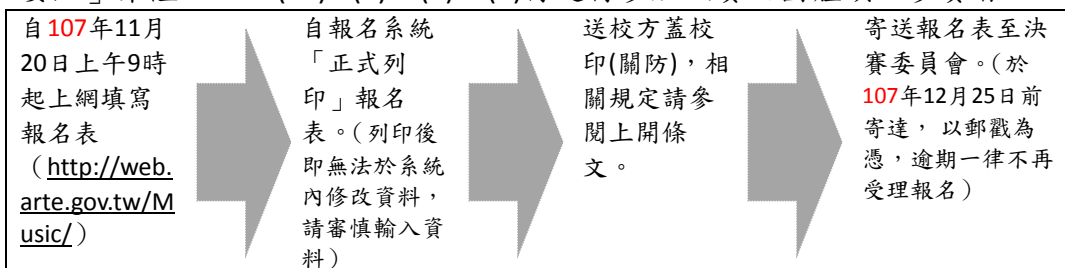 自107年11月
20日上午9時
起上網填寫
報名表
（http://web.
arte.gov.tw/M
usic/）
自報名系統
「正式列
印」報名
表。（列印後
即無法於系統
內修改資料，
請審慎輸入資
料）
送校方蓋校
印(關防)，相
關規定請參
閱上開條
文。
寄送報名表至決
賽委員會。（於
107年12月25日前
寄達， 以郵戳為
憑，逾期一律不再
受理報名）